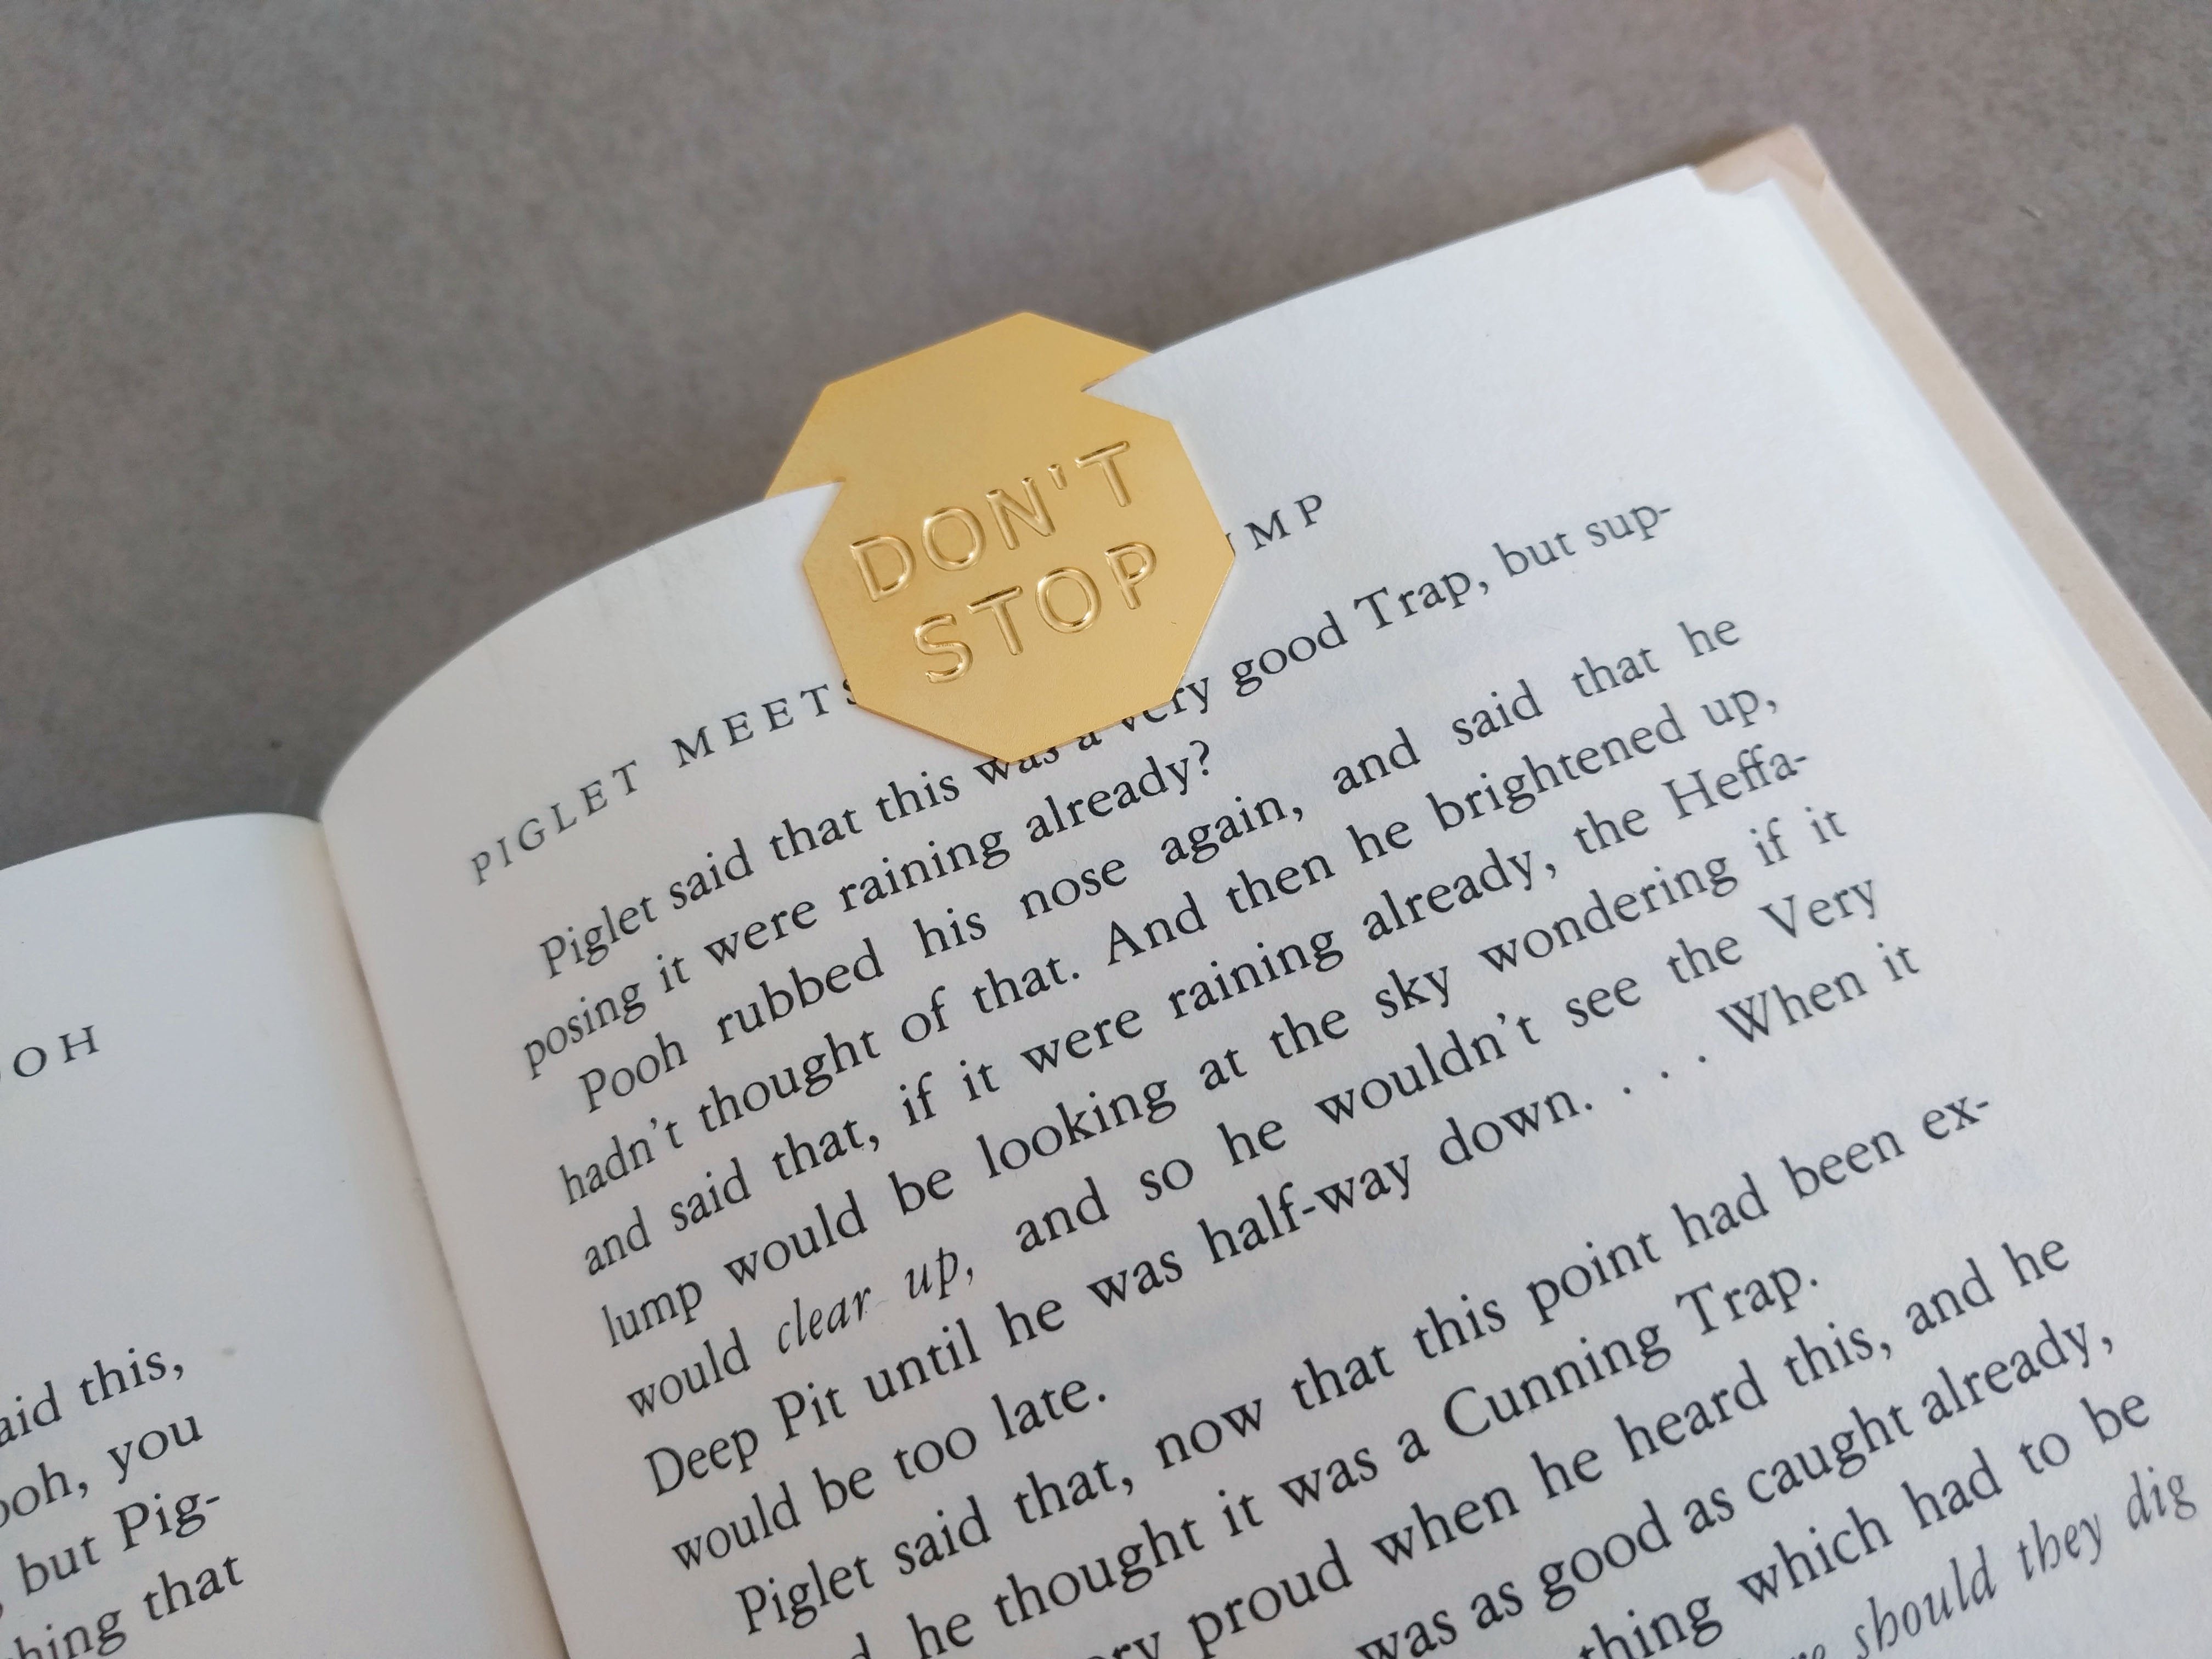 OH
aid this,
ooh, you
but Pig-
hing that
DON'T
STOP
PIGLET MEETS MP
Piglet said that this was a very good Trap, but sup-
posing it were raining already?
Pooh rubbed his nose again, and said that he
hadn't thought of that. And then he brightened up,
and said that, if it were raining already, the Heffa-
lump would be looking at the sky wondering if it
would clear up, and so he wouldn't see the Very
Deep Pit until he was half-way down. . . . When it
would be too late.
Piglet said that, now that this point had been ex-
he thought it was a Cunning Trap.
proud when he heard this, and he
was as good as caught already,
thing which had to be
should they dig